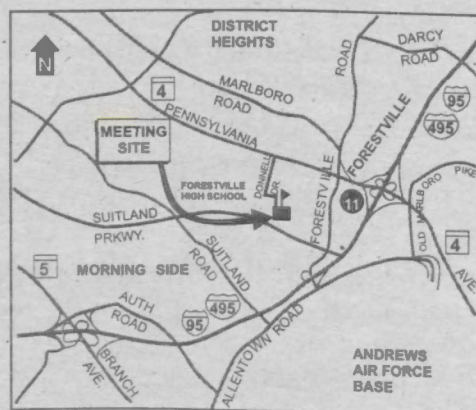 DISTRICT
HEIGHTS
DARCY
ROAD
ROAD
MARLBORO
ROAD
N
4
PENNSYLVANIA
95
495
FORESTVILLE
MEETING
SITE
FORESTVILLE
HIGH SCHOOL
DONNELL
DR.
FORESTVILLE
11
OLD MARLBORO
PIKE
SUITLAND
PRKWY.
SUITLAND
ROAD
4
AVE.
5
MORNING SIDE
AUTH
ROAD
95
495
BRANCH
AVE.
ALLENTOWN ROAD
ANDREWS
AIR FORCE
BASE